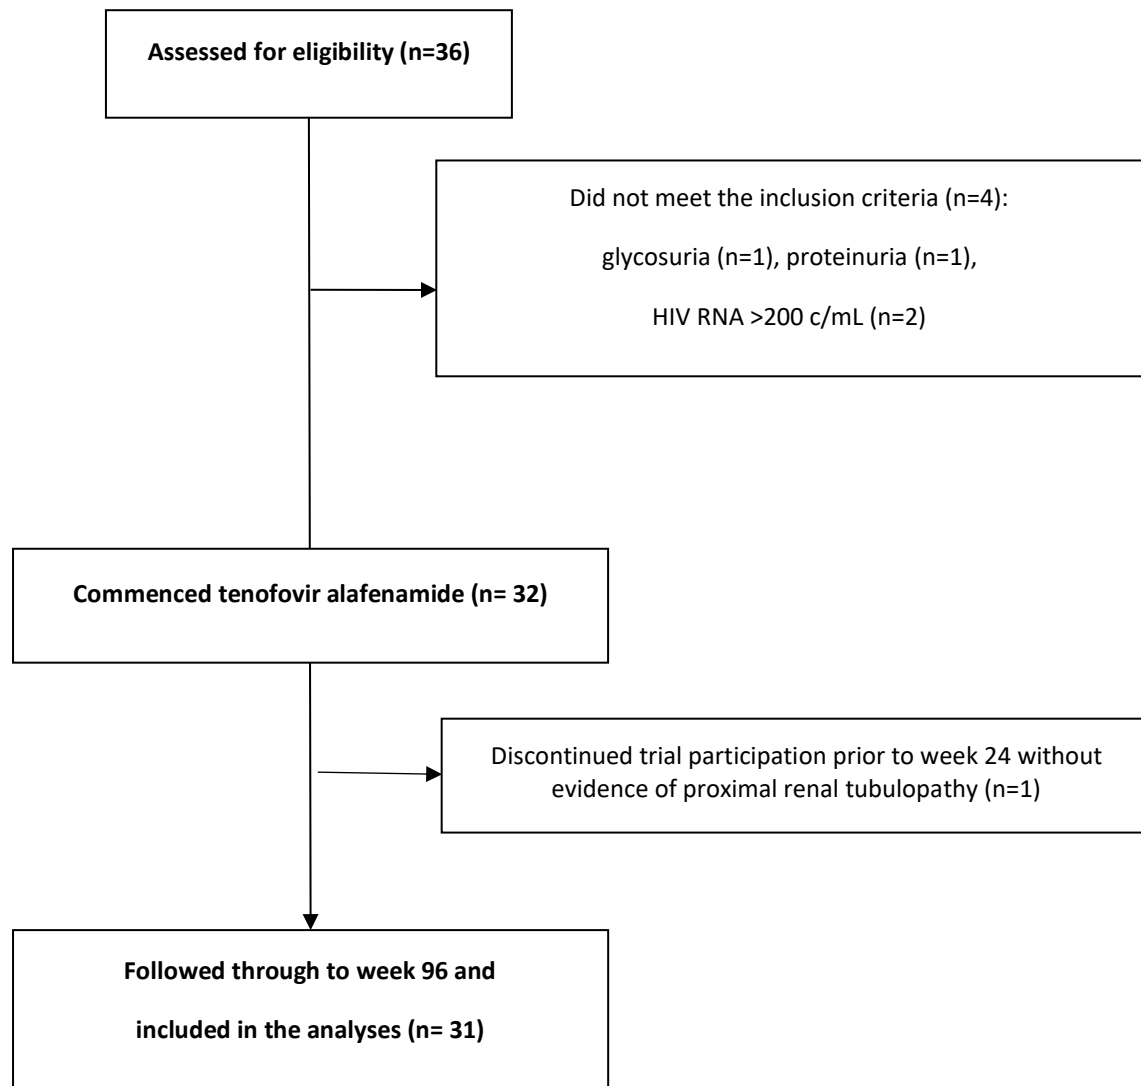 Assessed for eligibility (n=36)
Did not meet the inclusion criteria (n=4):
glycosuria (n=1), proteinuria (n=1),
HIV RNA >200 c/mL (n=2)
Commenced tenofovir alafenamide (n= 32)
Discontinued trial participation prior to week 24 without
evidence of proximal renal tubulopathy (n=1)
Followed through to week 96 and
included in the analyses (n= 31)